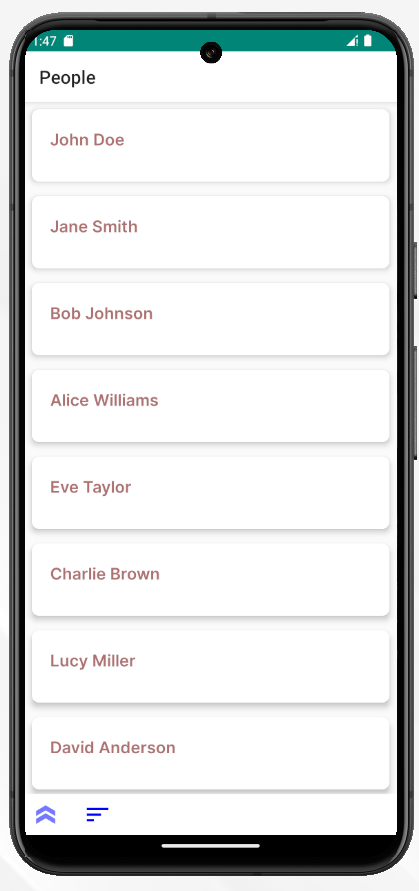 1:47
People
John Doe
Jane Smith
Bob Johnson
Alice Williams
Eve Taylor
Charlie Brown
Lucy Miller
David Anderson